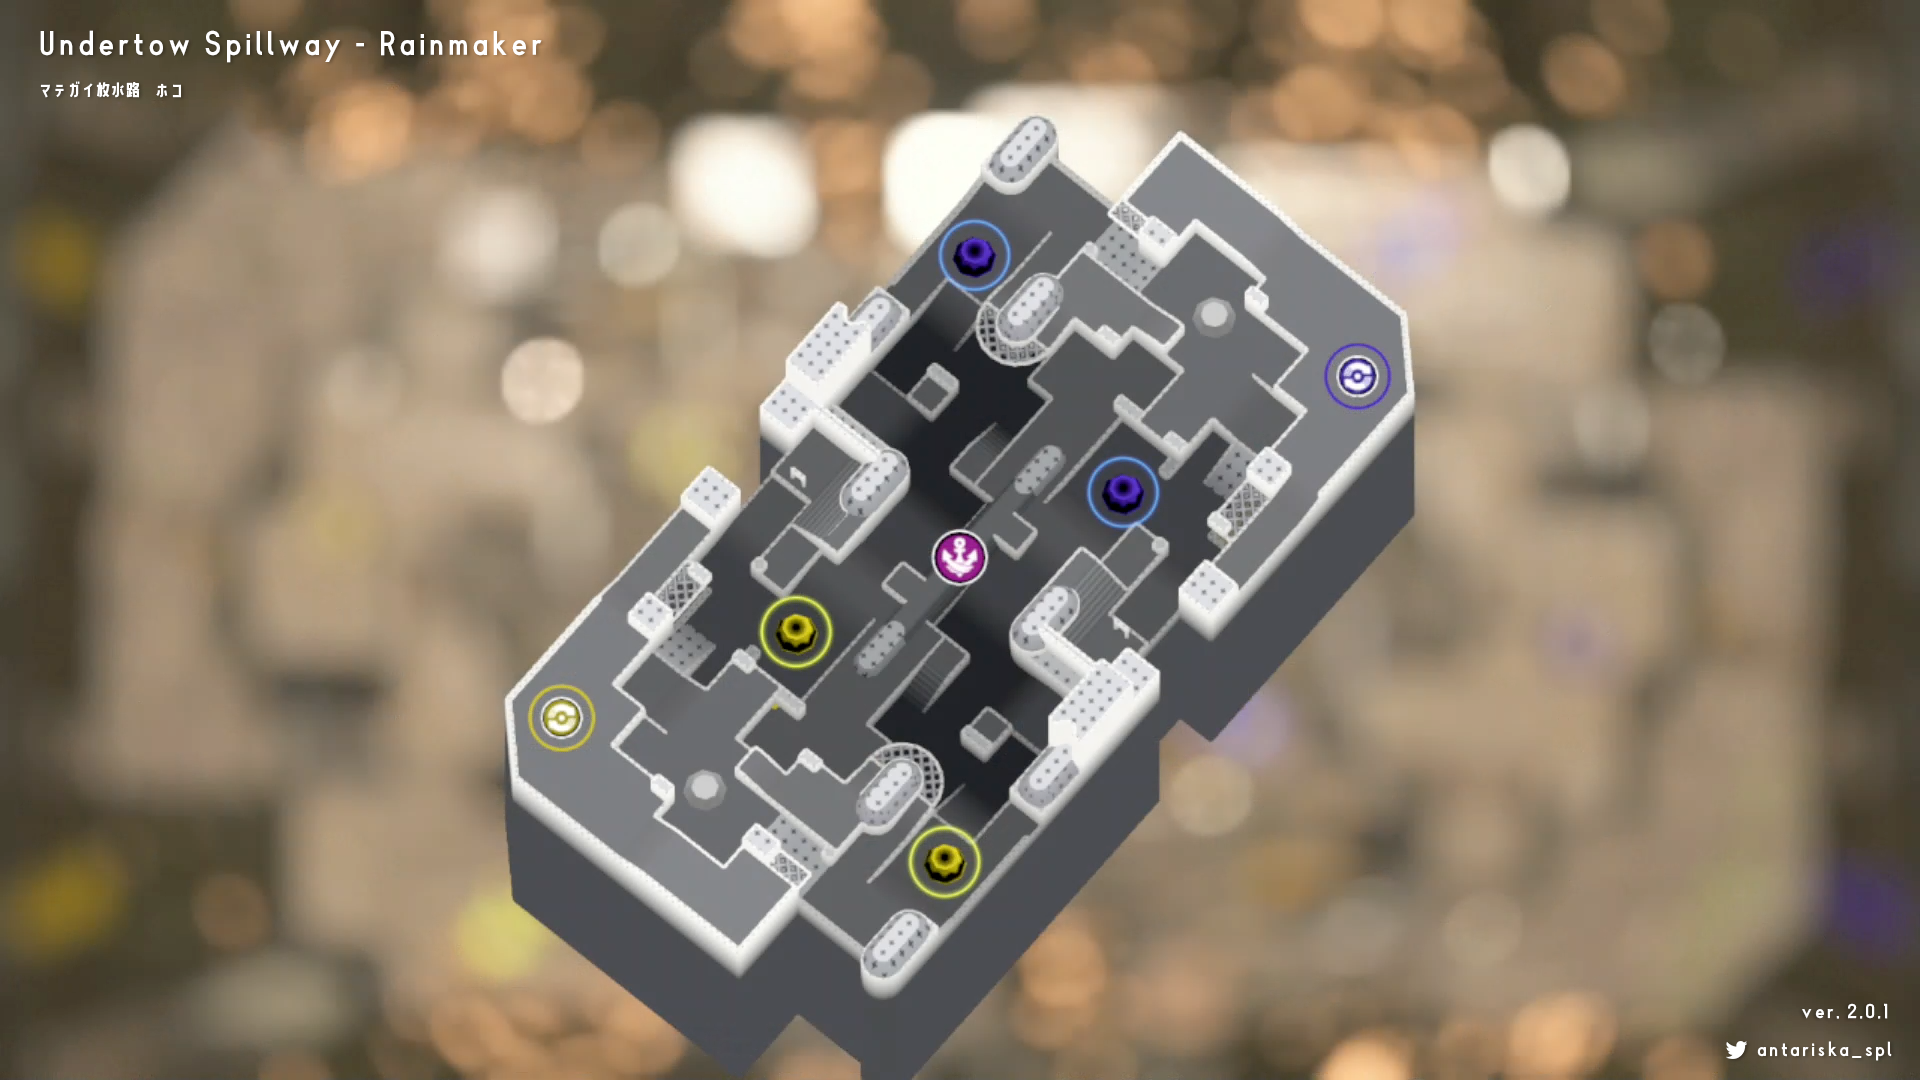 Undertow Spillway - Rainmaker
マテガイ放水路 ホコ
ver. 2.0.1
antariska_spl